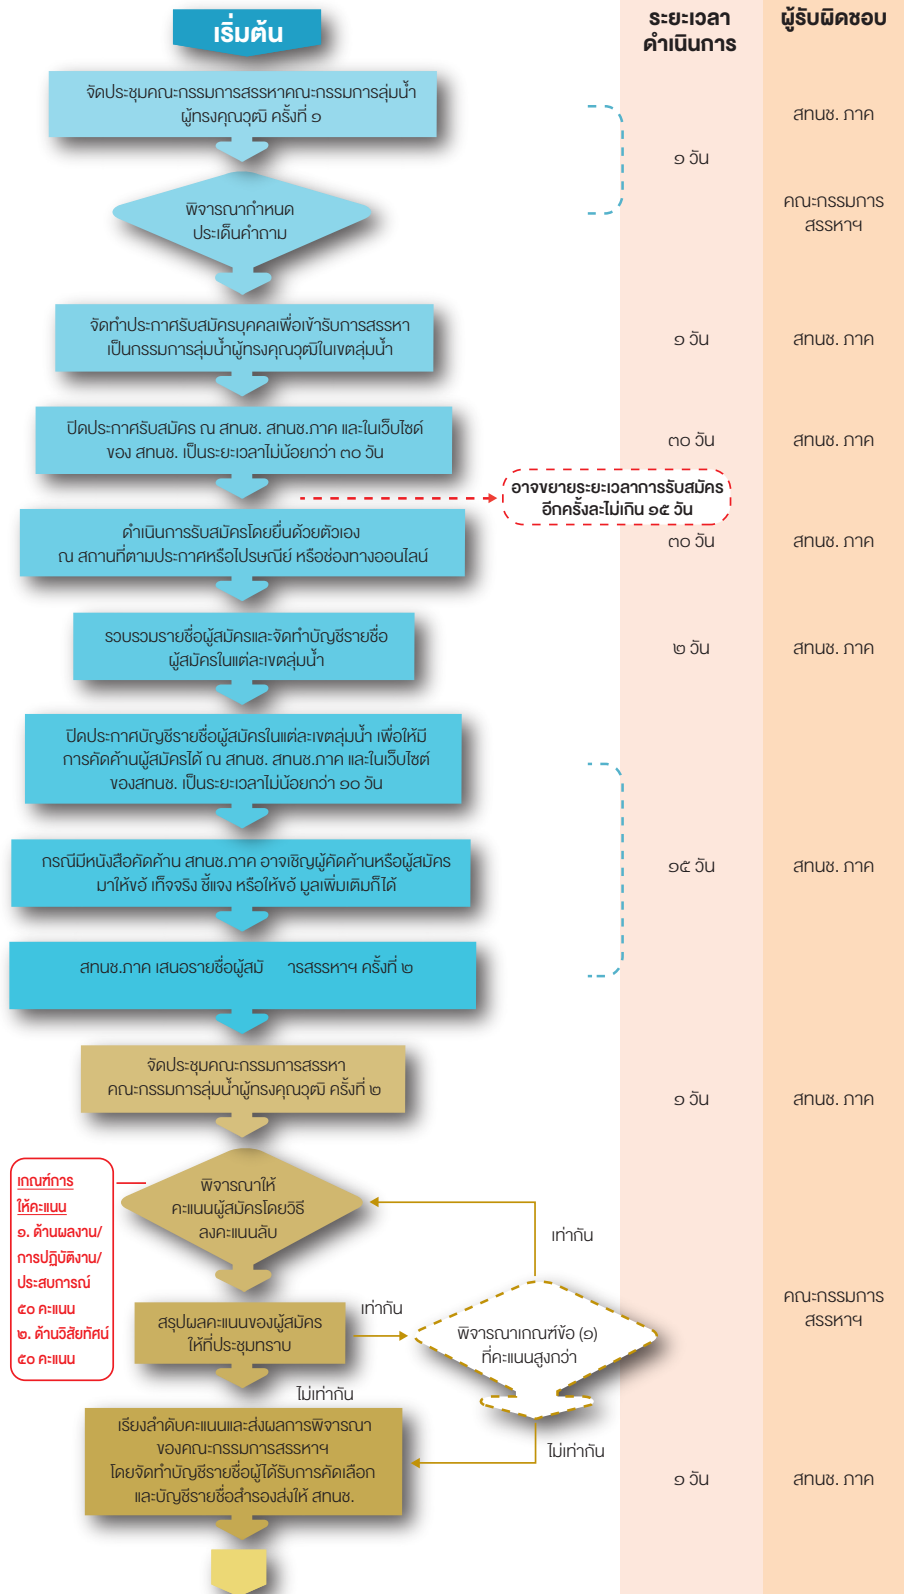 เริ่มต้น
ระยะเวลา
ดำเนินการ
ผู้รับผิดชอบ
จัดประชุมคณะกรรมการสรรหาคณะกรรมการลุ่มน้ำ
ผู้ทรงคุณวุฒิ ครั้งที่ ๑
สทนช. ภาค
๑ วัน
พิจารณากำหนด
ประเด็นคำถาม
คณะกรรมการ
สรรหาฯ
จัดทำประกาศรับสมัครบุคคลเพื่อเข้ารับการสรรหา
เป็นกรรมการลุ่มน้ำผู้ทรงคุณวุฒิในเขตลุ่มน้ำ
๑ วัน
สทนช. ภาค
ปิดประกาศรับสมัคร ณ สทนช. สทนช.ภาค และในเว็บไซต์
ของ สทนช. เป็นระยะเวลาไม่น้อยกว่า ๓๐ วัน
๓๐ วัน
สทนช. ภาค
อาจขยายระยะเวลาการรับสมัคร
อีกครั้งละไม่เกิน ๑๕ วัน
ดำเนินการรับสมัครโดยยื่นด้วยตัวเอง
ณ สถานที่ตามประกาศหรือไปรษณีย์ หรือช่องทางออนไลน์
๓๐ วัน
สทนช. ภาค
รวบรวมรายชื่อผู้สมัครและจัดทำบัญชีรายชื่อ
ผู้สมัครในแต่ละเขตลุ่มน้ำ
๒ วัน
สทนช. ภาค
ปิดประกาศบัญชีรายชื่อผู้สมัครในแต่ละเขตลุ่มน้ำ เพื่อให้มี
การคัดค้านผู้สมัครได้ ณ สทนช. สทนช.ภาค และในเว็บไซต์
ของสทนช. เป็นระยะเวลาไม่น้อยกว่า ๑๐ วัน
กรณีมีหนังสือคัดค้าน สทนช.ภาค อาจเชิญผู้คัดค้านหรือผู้สมัคร
มาให้ขอ้ เท็จจริง ชี้แจง หรือให้ขอ้ มูลเพิ่มเติมก็ได้
๑๕ วัน
สทนช. ภาค
สทนช.ภาค เสนอรายชื่อผู้สมั ารสรรหาฯ ครั้งที่ ๒
จัดประชุมคณะกรรมการสรรหา
คณะกรรมการลุ่มน้ำผู้ทรงคุณวุฒิ ครั้งที่ ๒
๑ วัน
สทนช. ภาค
เกณฑ์การ
ให้คะแนน
๑. ด้านผลงาน/
การปฏิบัติงาน/
ประสบการณ์
๕๐ คะแนน
๒. ด้านวิสัยทัศน์
๕๐ คะแนน
พิจารณาให้
คะแนนผู้สมัครโดยวิธี
ลงคะแนนลับ
เท่ากัน
สรุปผลคะแนนของผู้สมัคร
ให้ที่ประชุมทราบ
เท่ากัน
พิจารณาเกณฑ์ข้อ (๑)
ที่คะแนนสูงกว่า
คณะกรรมการ
สรรหาฯ
ไม่เท่ากัน
ไม่เท่ากัน
เรียงลำดับคะแนนและส่งผลการพิจารณา
ของคณะกรรมการสรรหาฯ
โดยจัดทำบัญชีรายชื่อผู้ได้รับการคัดเลือก
และบัญชีรายชื่อสำรองส่งให้ สทนช.
๑ วัน
สทนช. ภาค